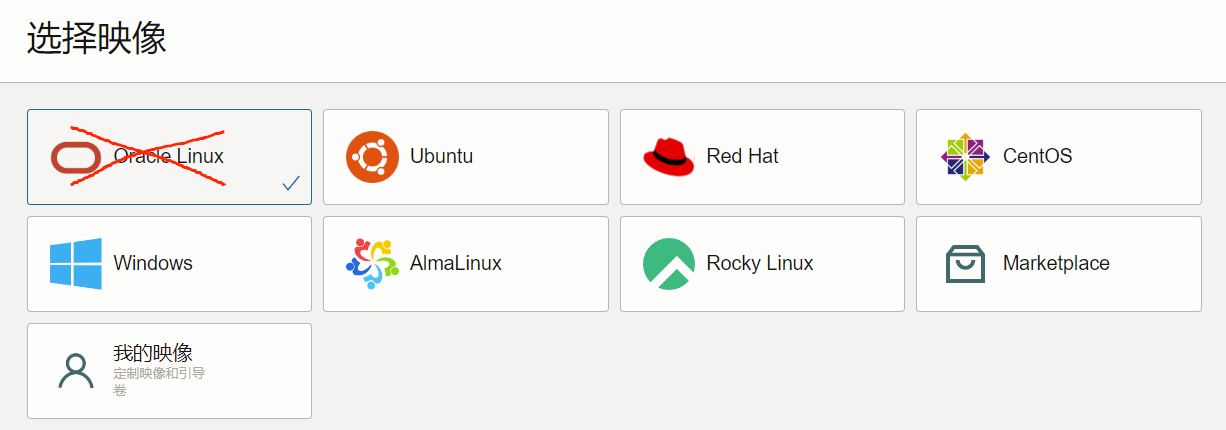 选择映像
Oracle Linux
Ubuntu
Red Hat
CentOS
Windows
AlmaLinux
Rocky Linux
Marketplace
我的映像
定制映像和引导
卷